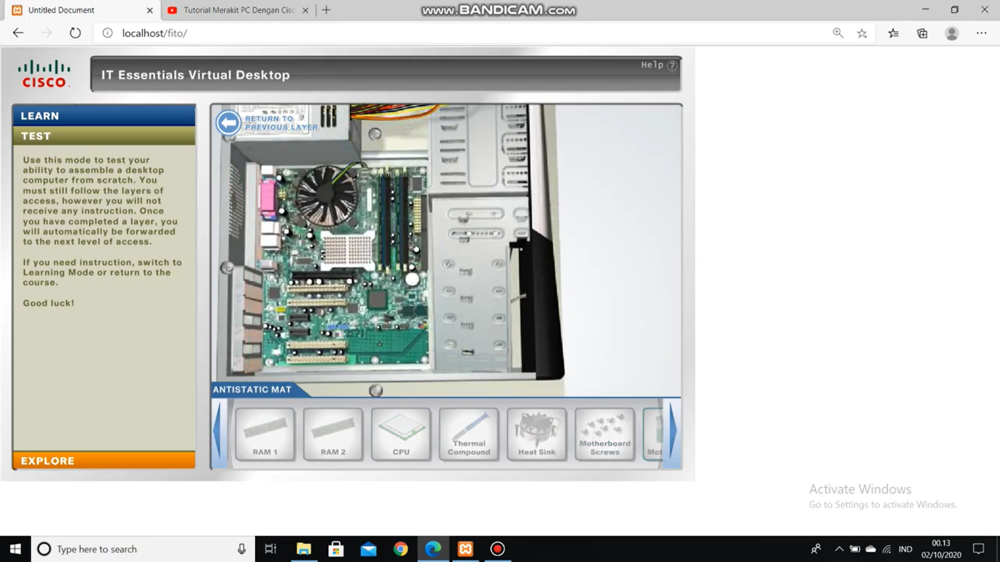 Untitled Document
Tutorial Merakit PC Dengan Cisc
www.BANDICAM.com
localhost/fito/
CISCO
IT Essentials Virtual Desktop
Help ?
LEARN
TEST
Use this mode to test your
ability to assemble a desktop
computer from scratch. You
must still follow the layers of
access, however you will not
receive any instruction. Once
you have completed a layer, you
will automatically be forwarded
to the next level of access.
If you need instruction, switch to
Learning Mode or return to the
course.
Good luck!
EXPLORE
RETURN TO
PREVIOUS LAYER
ANTISTATIC MAT
RAM 1
RAM 2
CPU
Thermal
Compound
Heat Sink
Motherboard
Screws
Mot
Activate Windows
Go to Settings to activate Windows.
Type here to search
IND
00.13
02/10/2020